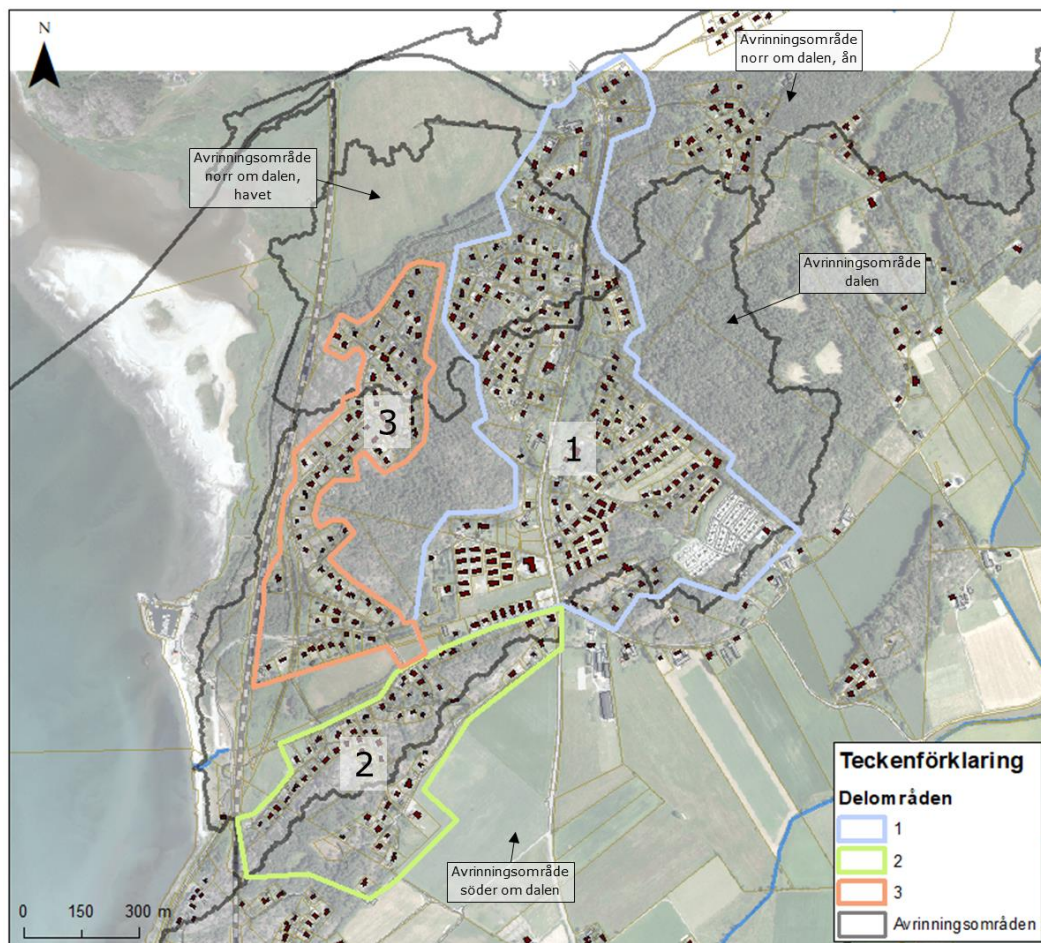 N
Avrinningsområde
norr om dalen, ån
Avrinningsområde
norr om dalen,
havet
Avrinningsområde
dalen
3
1
2
Avrinningsområde
söder om dalen
0 150 300 m
Teckenförklaring
Delområden
1
2
3
Avrinningsområden